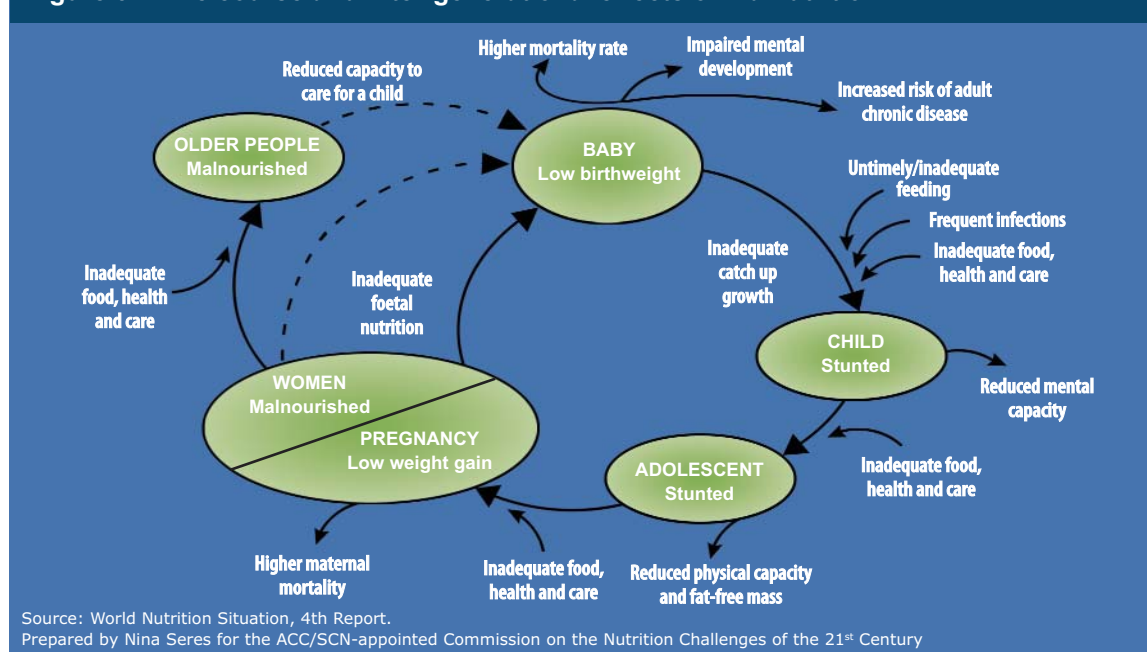 Higher mortality rate
Impaired mental
development
Reduced capacity to
care for a child
Increased risk of adult
chronic disease
OLDER PEOPLE
Malnourished
BABY
Low birthweight
Untimely/inadequate
feeding
Frequent infections
Inadequate food,
health and care
Inadequate
catch up
growth
Inadequate
food, health
and care
Inadequate
foetal
nutrition
CHILD
Stunted
Reduced mental
capacity
WOMEN
Malnourished
PREGNANCY
Low weight gain
ADOLESCENT
Stunted
Inadequate food,
health and care
Higher maternal
mortality
Inadequate food,
health and care
Reduced physical capacity
and fat-free mass
Source: World Nutrition Situation, 4th Report.
Prepared by Nina Seres for the ACC/SCN-appointed Commission on the Nutrition Challenges of the 21st Century